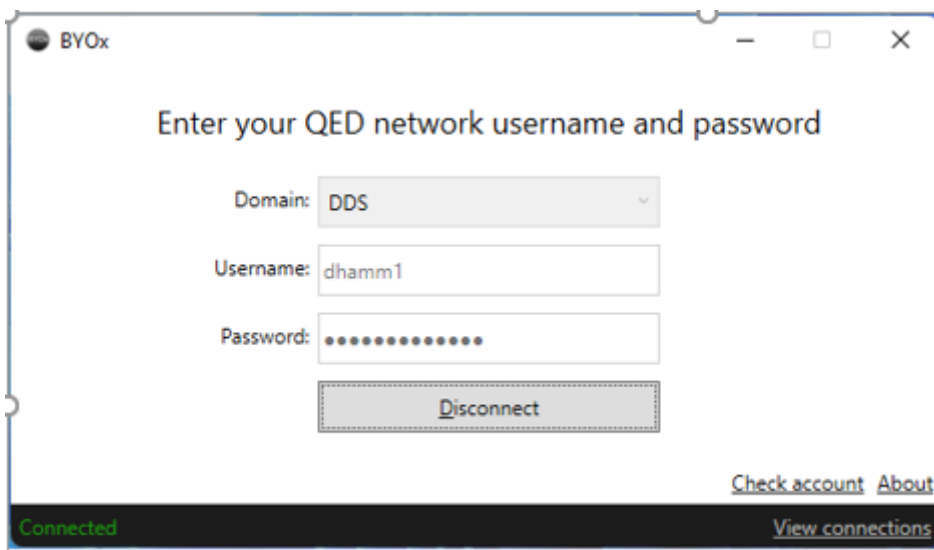 BYOx
Enter your QED network username and password
Domain: DDS
Username: dhamm1
Password: •••••••••••••
Disconnect
Check account About
Connected View connections